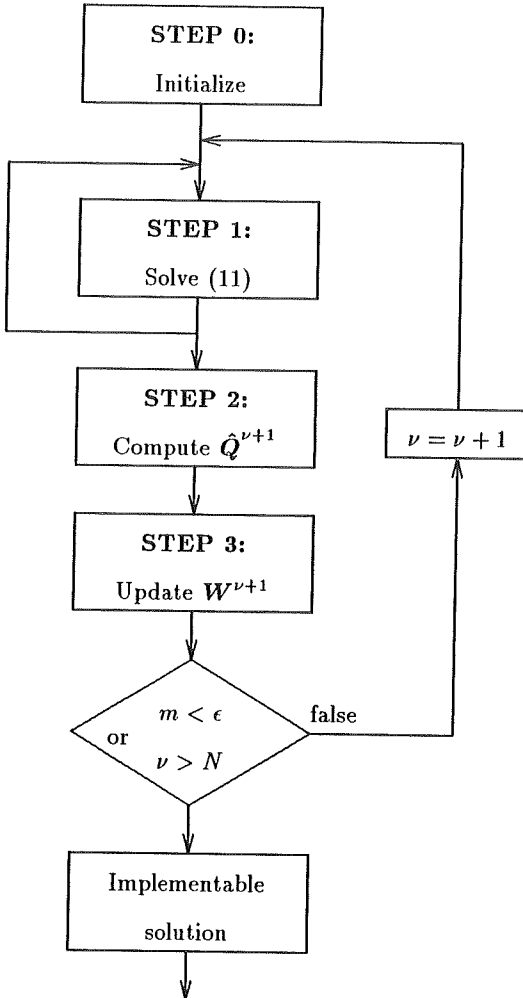 STEP 0:
Initialize
STEP 1:
Solve (11)
STEP 2:
Compute Q̂^{ν+1}
ν = ν + 1
STEP 3:
Update W^{ν+1}
m < ϵ
or
ν > N
false
Implementable
solution